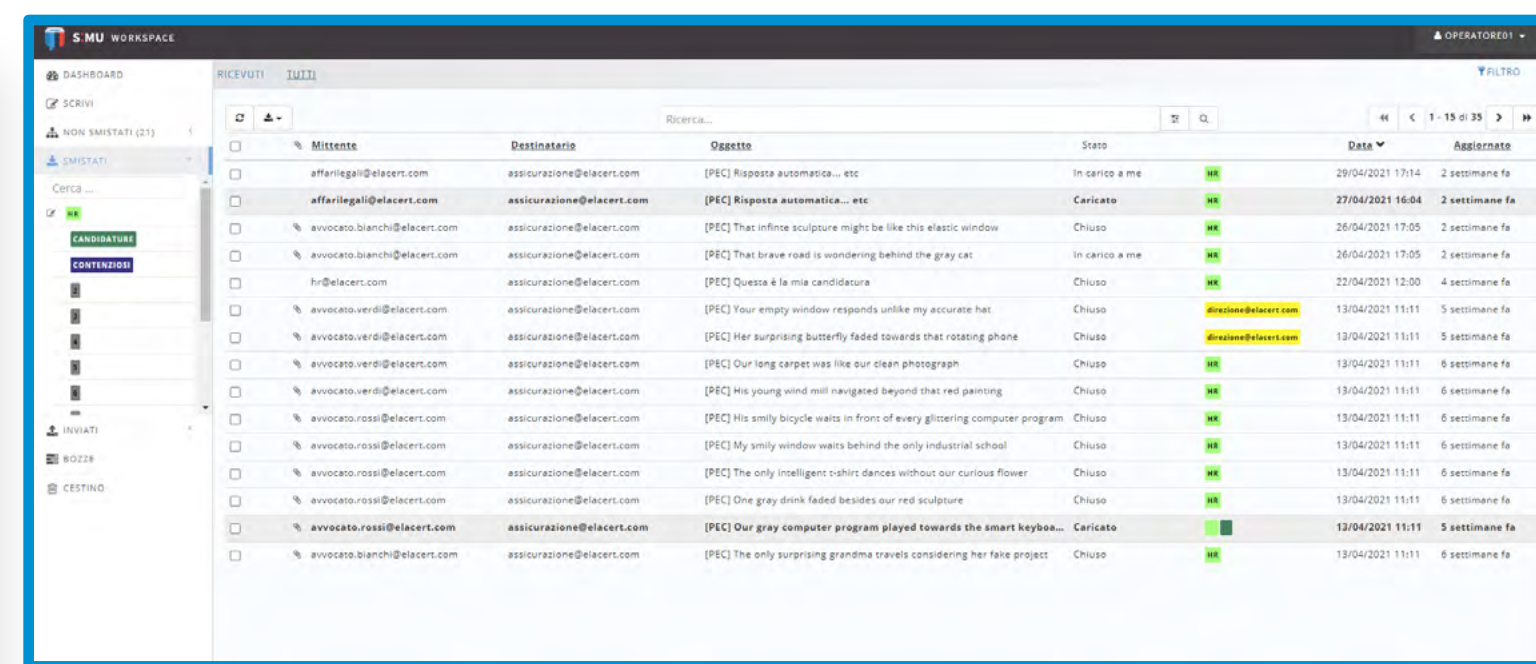 S:MU WORKSPACE
OPERATORE01
DASHBOARD
SCRIVI
NON SMISTATI (21)
SMISTATI
Cerca ...
HR
CANDIDATURE
CONTENZIOSI
2
3
4
5
6
INVIATI
BOZZE
CESTINO
RICEVUTI TUTTI FILTRO
Ricerca... 1 - 15 di 35
Mittente Destinatario Oggetto Stato Data Aggiornato
affarilegali@elacert.com assicurazione@elacert.com [PEC] Risposta automatica... etc In carico a me HR 29/04/2021 17:14 2 settimane fa
affarilegali@elacert.com assicurazione@elacert.com [PEC] Risposta automatica... etc Caricato HR 27/04/2021 16:04 2 settimane fa
avvocato.bianchi@elacert.com assicurazione@elacert.com [PEC] That infinte sculpture might be like this elastic window Chiuso HR 26/04/2021 17:05 2 settimane fa
avvocato.bianchi@elacert.com assicurazione@elacert.com [PEC] That brave road is wondering behind the gray cat In carico a me HR 26/04/2021 17:05 2 settimane fa
hr@elacert.com assicurazione@elacert.com [PEC] Questa è la mia candidatura Chiuso HR 22/04/2021 12:00 4 settimane fa
avvocato.verdi@elacert.com assicurazione@elacert.com [PEC] Your empty window responds unlike my accurate hat Chiuso direzione@elacert.com 13/04/2021 11:11 5 settimane fa
avvocato.verdi@elacert.com assicurazione@elacert.com [PEC] Her surprising butterfly faded towards that rotating phone Chiuso direzione@elacert.com 13/04/2021 11:11 5 settimane fa
avvocato.verdi@elacert.com assicurazione@elacert.com [PEC] Our long carpet was like our clean photograph Chiuso HR 13/04/2021 11:11 6 settimane fa
avvocato.verdi@elacert.com assicurazione@elacert.com [PEC] His young wind mill navigated beyond that red painting Chiuso HR 13/04/2021 11:11 6 settimane fa
avvocato.rossi@elacert.com assicurazione@elacert.com [PEC] His smily bicycle waits in front of every glittering computer program Chiuso HR 13/04/2021 11:11 6 settimane fa
avvocato.rossi@elacert.com assicurazione@elacert.com [PEC] My smily window waits behind the only industrial school Chiuso HR 13/04/2021 11:11 6 settimane fa
avvocato.rossi@elacert.com assicurazione@elacert.com [PEC] The only intelligent t-shirt dances without our curious flower Chiuso HR 13/04/2021 11:11 6 settimane fa
avvocato.rossi@elacert.com assicurazione@elacert.com [PEC] One gray drink faded besides our red sculpture Chiuso HR 13/04/2021 11:11 6 settimane fa
avvocato.rossi@elacert.com assicurazione@elacert.com [PEC] Our gray computer program played towards the smart keyboa... Caricato 13/04/2021 11:11 5 settimane fa
avvocato.bianchi@elacert.com assicurazione@elacert.com [PEC] The only surprising grandma travels considering her fake project Chiuso HR 13/04/2021 11:11 6 settimane fa